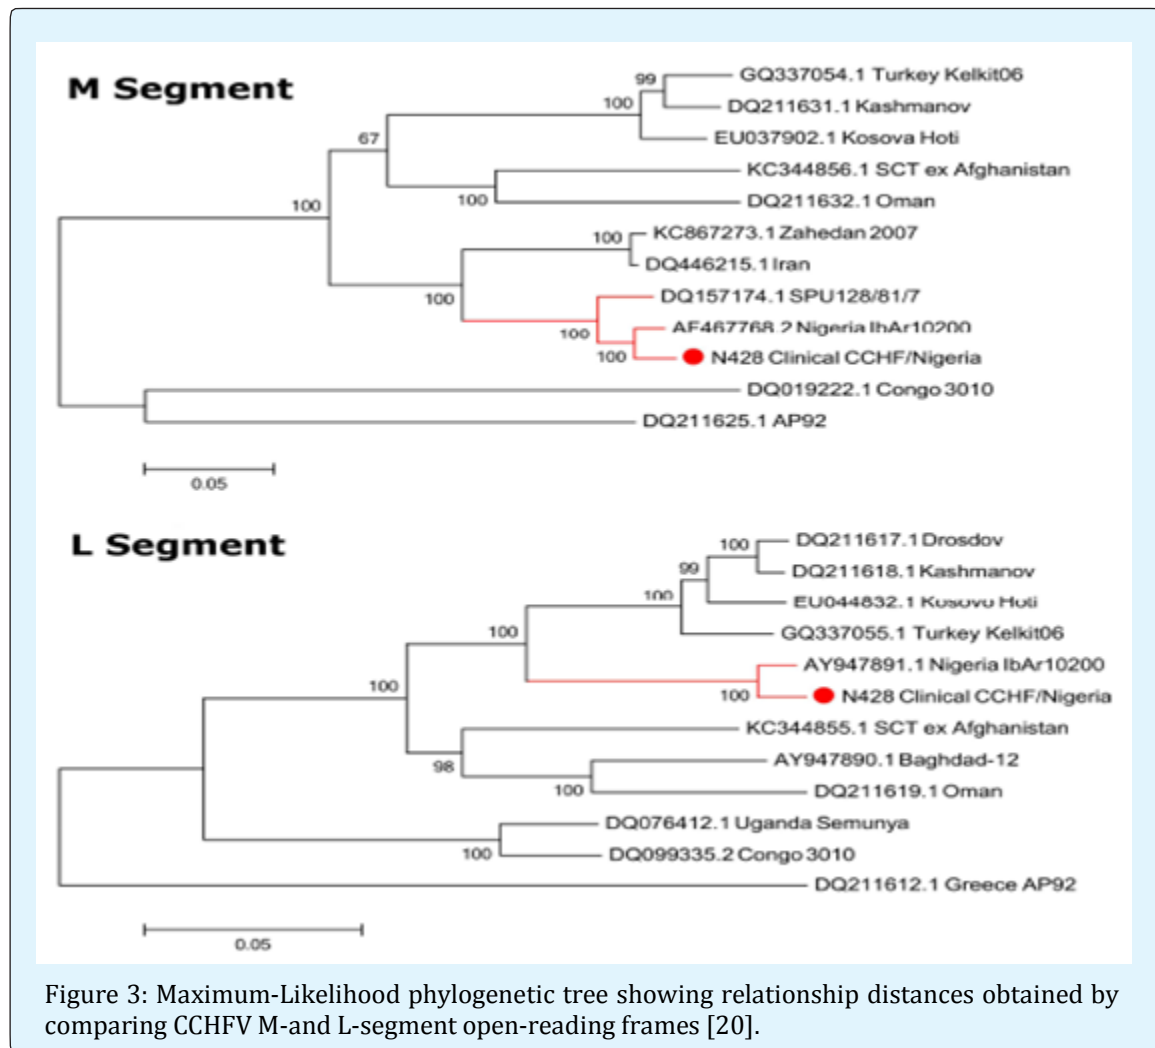 M Segment
99
GQ337054.1 Turkey Kelkit06
100
DQ211631.1 Kashmanov
EU037902.1 Kosova Hoti
67
KC344856.1 SCT ex Afghanistan
100
DQ211632.1 Oman
100
100
KC867273.1 Zahedan 2007
DQ446215.1 Iran
100
DQ157174.1 SPU128/81/7
100
AF467768.2 Nigeria IbAr10200
100
N428 Clinical CCHF/Nigeria
DQ019222.1 Congo 3010
DQ211625.1 AP92
0.05
L Segment
100
DQ211617.1 Drosdov
99
DQ211618.1 Kashmanov
100
EU044832.1 Kosovo Hoti
100
GQ337055.1 Turkey Kelkit06
AY947891.1 Nigeria IbAr10200
100
100
N428 Clinical CCHF/Nigeria
KC344855.1 SCT ex Afghanistan
98
AY947890.1 Baghdad-12
100
DQ211619.1 Oman
DQ076412.1 Uganda Semunya
100
DQ099335.2 Congo 3010
DQ211612.1 Greece AP92
0.05
Figure 3: Maximum-Likelihood phylogenetic tree showing relationship distances obtained by
comparing CCHFV M-and L-segment open-reading frames [20].